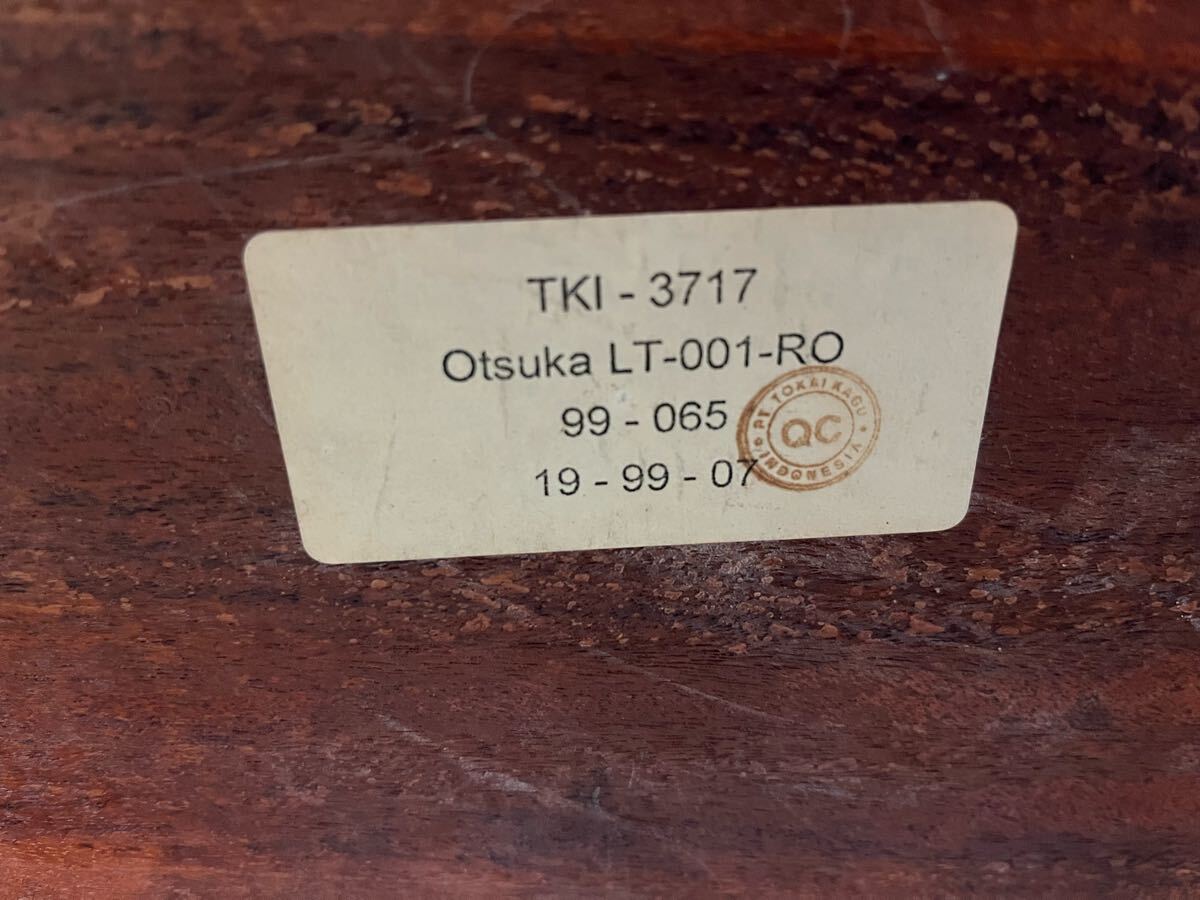 TKI - 3717
Otsuka LT-001-RO
99 - 065
19 - 99 - 07
PT TOKAI KAGU
QC
INDONESIA